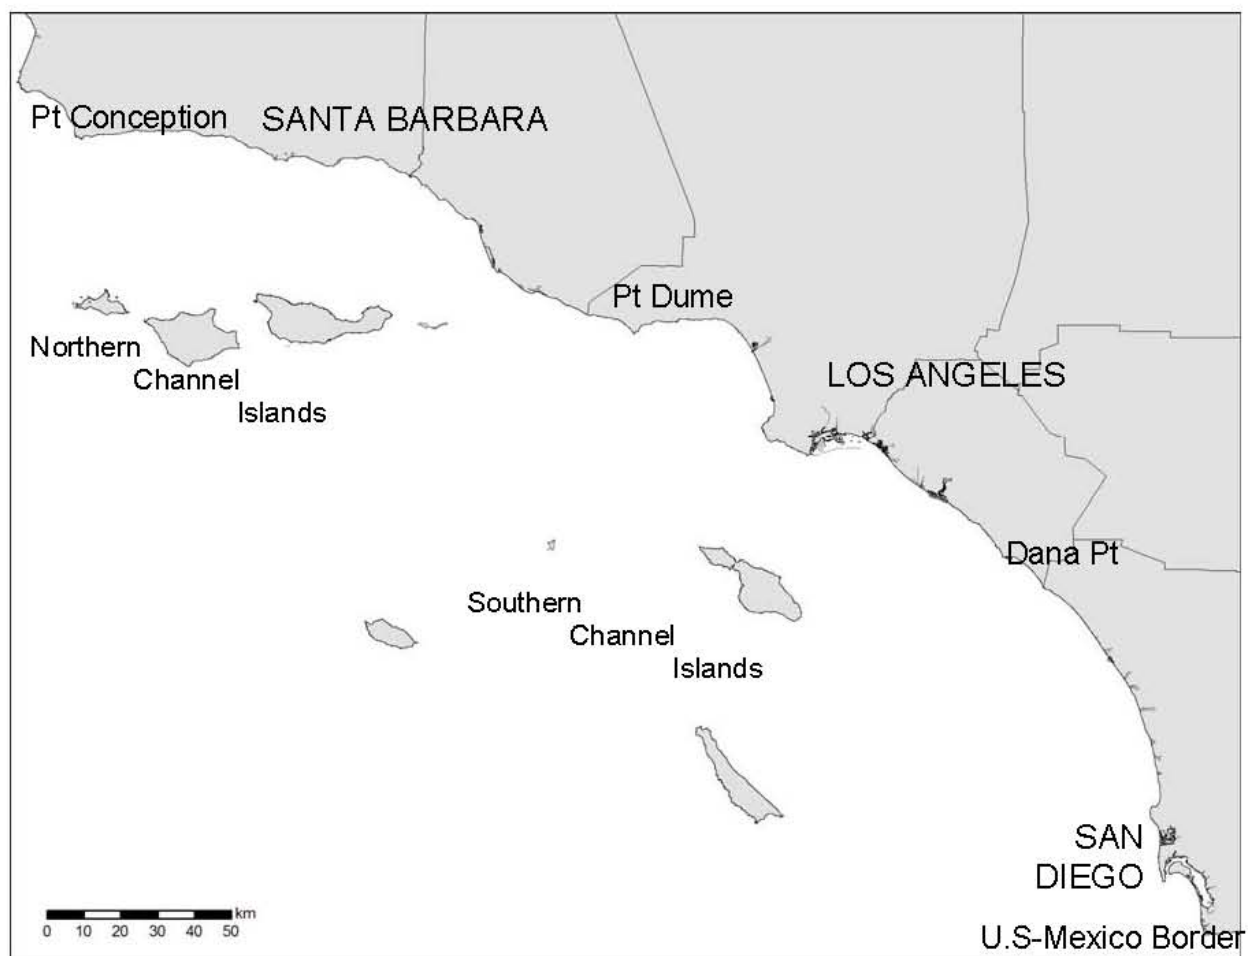 Pt Conception
SANTA BARBARA
Pt Dume
Northern
Channel
Islands
LOS ANGELES
Dana Pt
Southern
Channel
Islands
SAN
DIEGO
km
0 10 20 30 40 50
U.S-Mexico Border